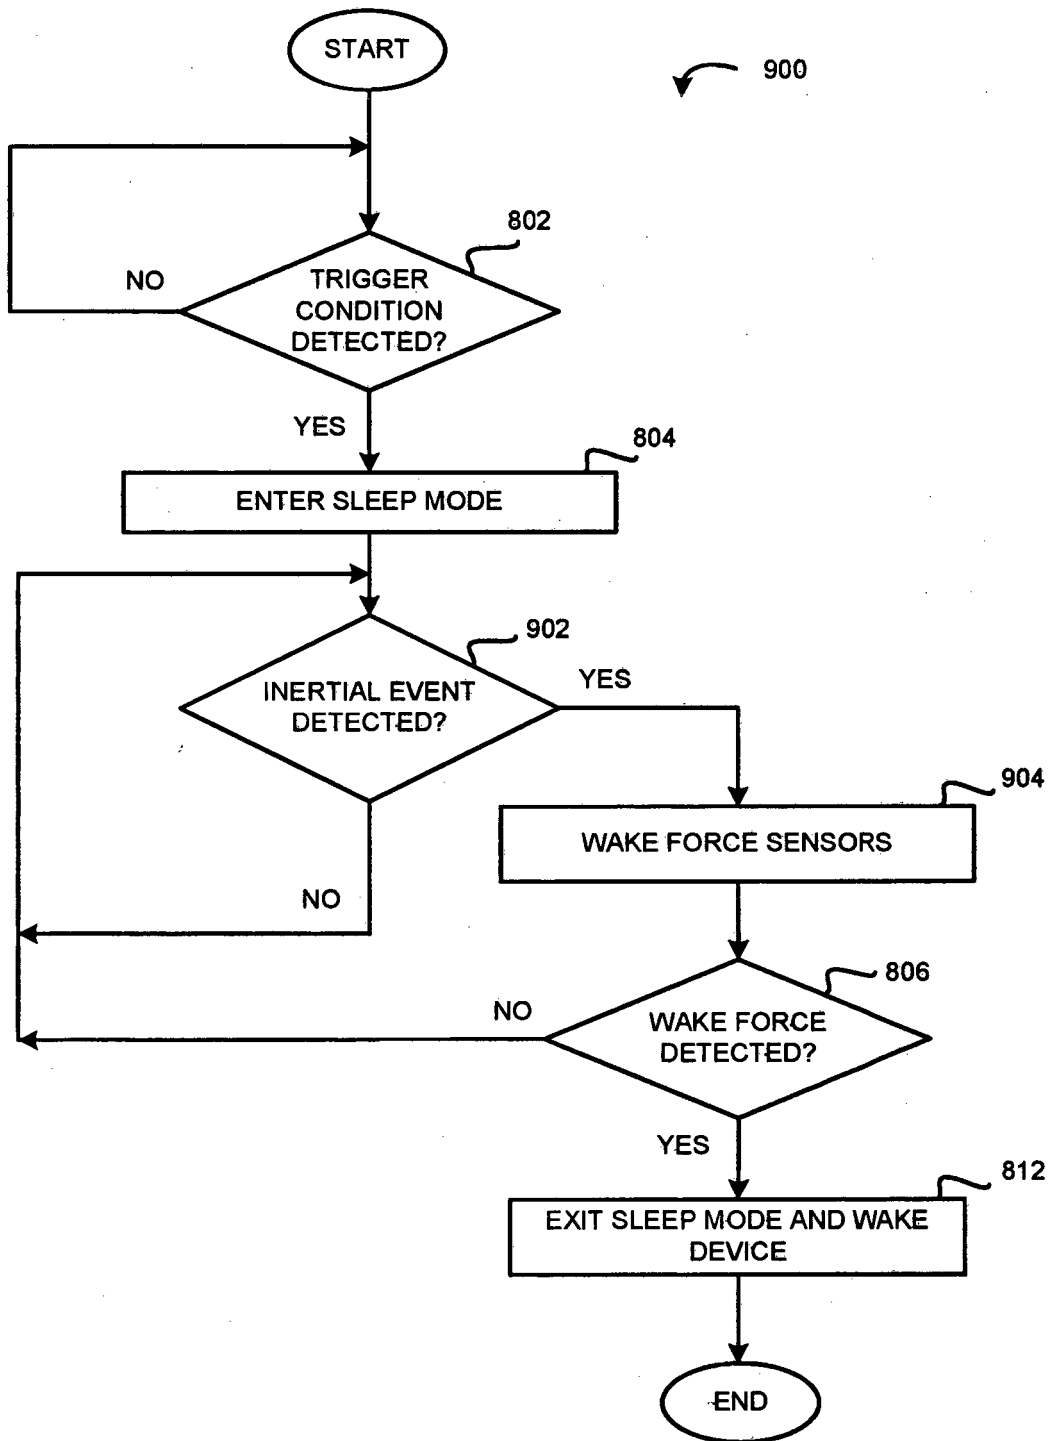 START
900
802
NO
TRIGGER
CONDITION
DETECTED?
YES
804
ENTER SLEEP MODE
902
INERTIAL EVENT
DETECTED?
YES
904
WAKE FORCE SENSORS
NO
806
NO
WAKE FORCE
DETECTED?
YES
812
EXIT SLEEP MODE AND WAKE
DEVICE
END